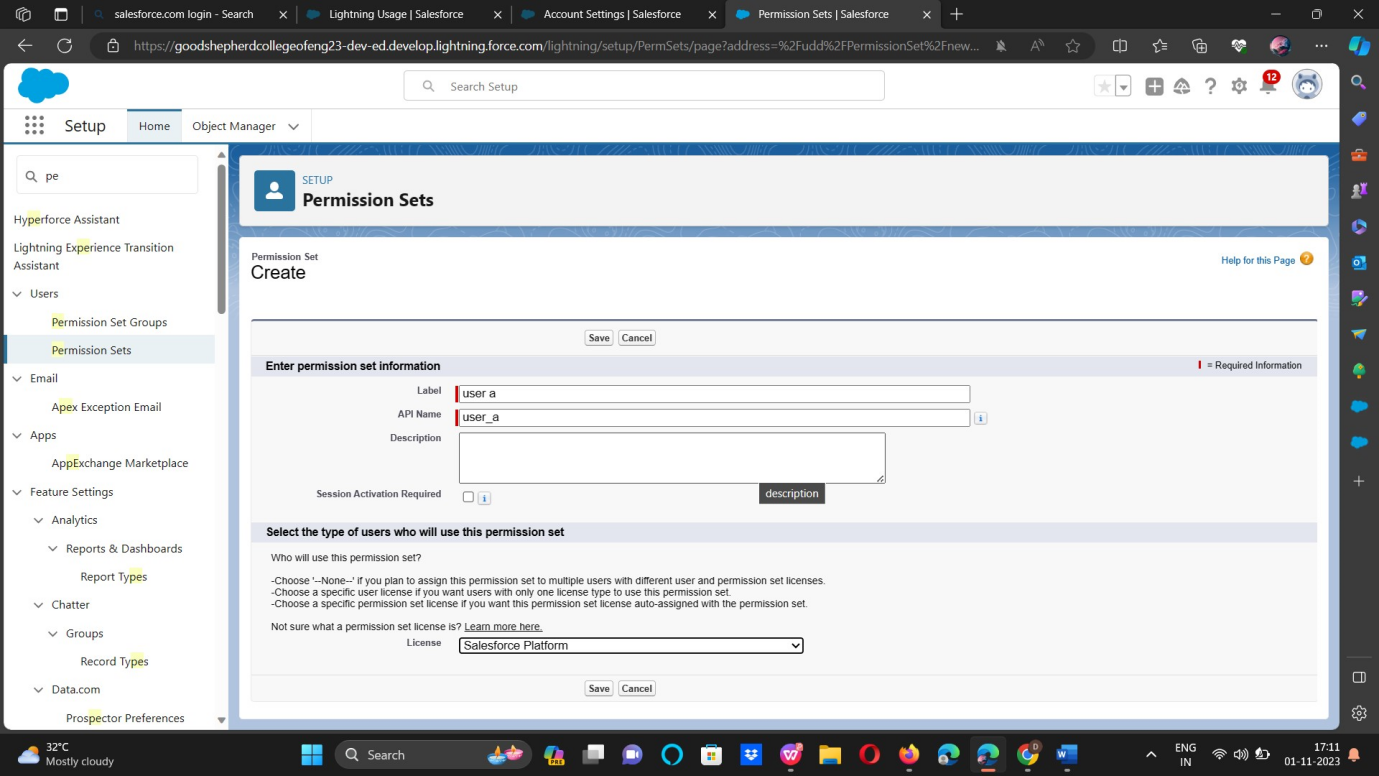 salesforce.com login - Search
Lightning Usage | Salesforce
Account Settings | Salesforce
Permission Sets | Salesforce
https://goodshepherdcollegeofeng23-dev-ed.develop.lightning.force.com/lightning/setup/PermSets/page?address=%2Fudd%2FPermissionSet%2Fnew...
Search Setup
12
Setup
Home
Object Manager
pe
Hyperforce Assistant
Lightning Experience Transition
Assistant
Users
Permission Set Groups
Permission Sets
Email
Apex Exception Email
Apps
AppExchange Marketplace
Feature Settings
Analytics
Reports & Dashboards
Report Types
Chatter
Groups
Record Types
Data.com
Prospector Preferences
SETUP
Permission Sets
Permission Set
Create
Help for this Page
Save Cancel
Enter permission set information
= Required Information
Label user a
API Name user_a
Description
Session Activation Required
description
Select the type of users who will use this permission set
Who will use this permission set?
-Choose '--None--' if you plan to assign this permission set to multiple users with different user and permission set licenses.
-Choose a specific user license if you want users with only one license type to use this permission set.
-Choose a specific permission set license if you want this permission set license auto-assigned with the permission set.
Not sure what a permission set license is? Learn more here.
License Salesforce Platform
Save Cancel
32°C
Mostly cloudy
Search
PRE
ENG
IN
17:11
01-11-2023